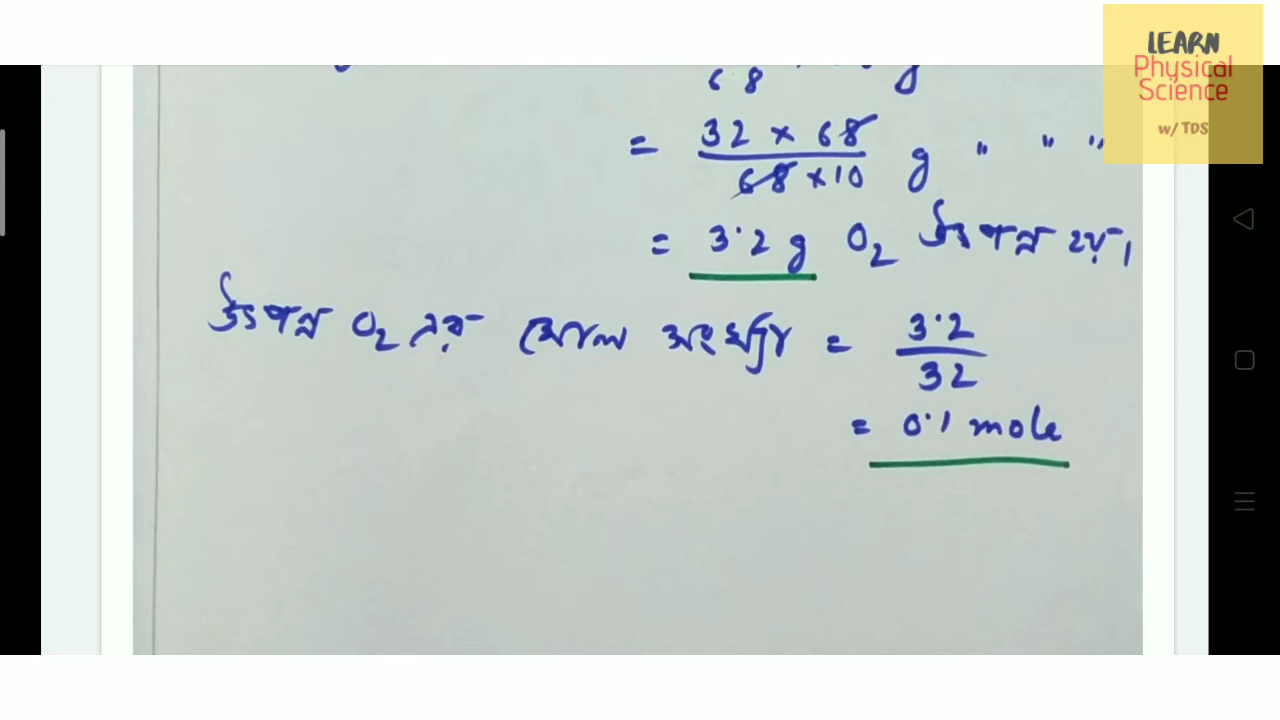 LEARN
Physical
Science
w/ TDS
68 g
= 32 × 68 / 68 × 10 g " " "
= 3.2 g O₂ উৎপন্ন হয়।
উৎপন্ন O₂ এর মোল সংখ্যা = 3.2 / 32
= 0.1 mole